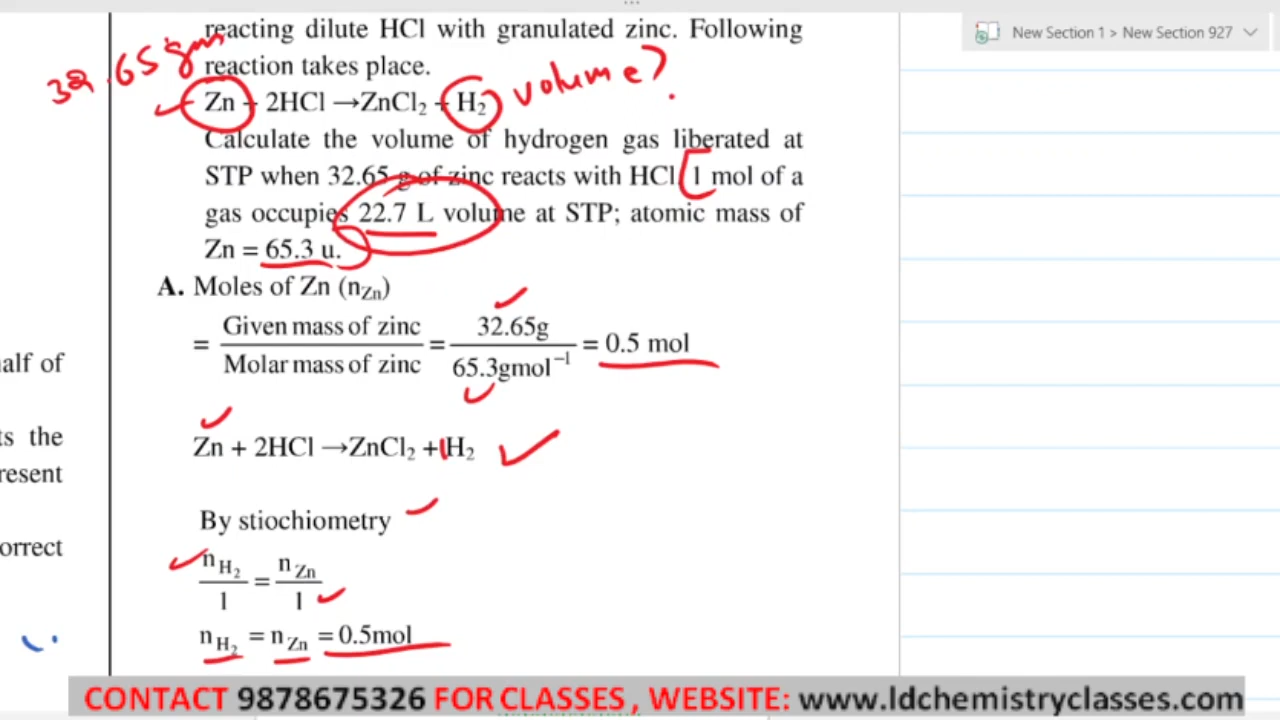 New Section 1 > New Section 927
reacting dilute HCl with granulated zinc. Following
32.65 gms
reaction takes place.
volume?
Zn + 2HCl →ZnCl₂ + H₂
Calculate the volume of hydrogen gas liberated at
STP when 32.65 g of zinc reacts with HCl. 1 mol of a
gas occupies 22.7 L volume at STP; atomic mass of
Zn = 65.3 u.
A. Moles of Zn (nZn)
= Given mass of zinc / Molar mass of zinc = 32.65g / 65.3gmol⁻¹ = 0.5 mol
alf of
Zn + 2HCl →ZnCl₂ + 1H₂
ts the
resent
By stiochiometry
orrect
nH₂ / 1 = nZn / 1
nH₂ = nZn = 0.5mol
CONTACT 9878675326 FOR CLASSES , WEBSITE: www.ldchemistryclasses.com